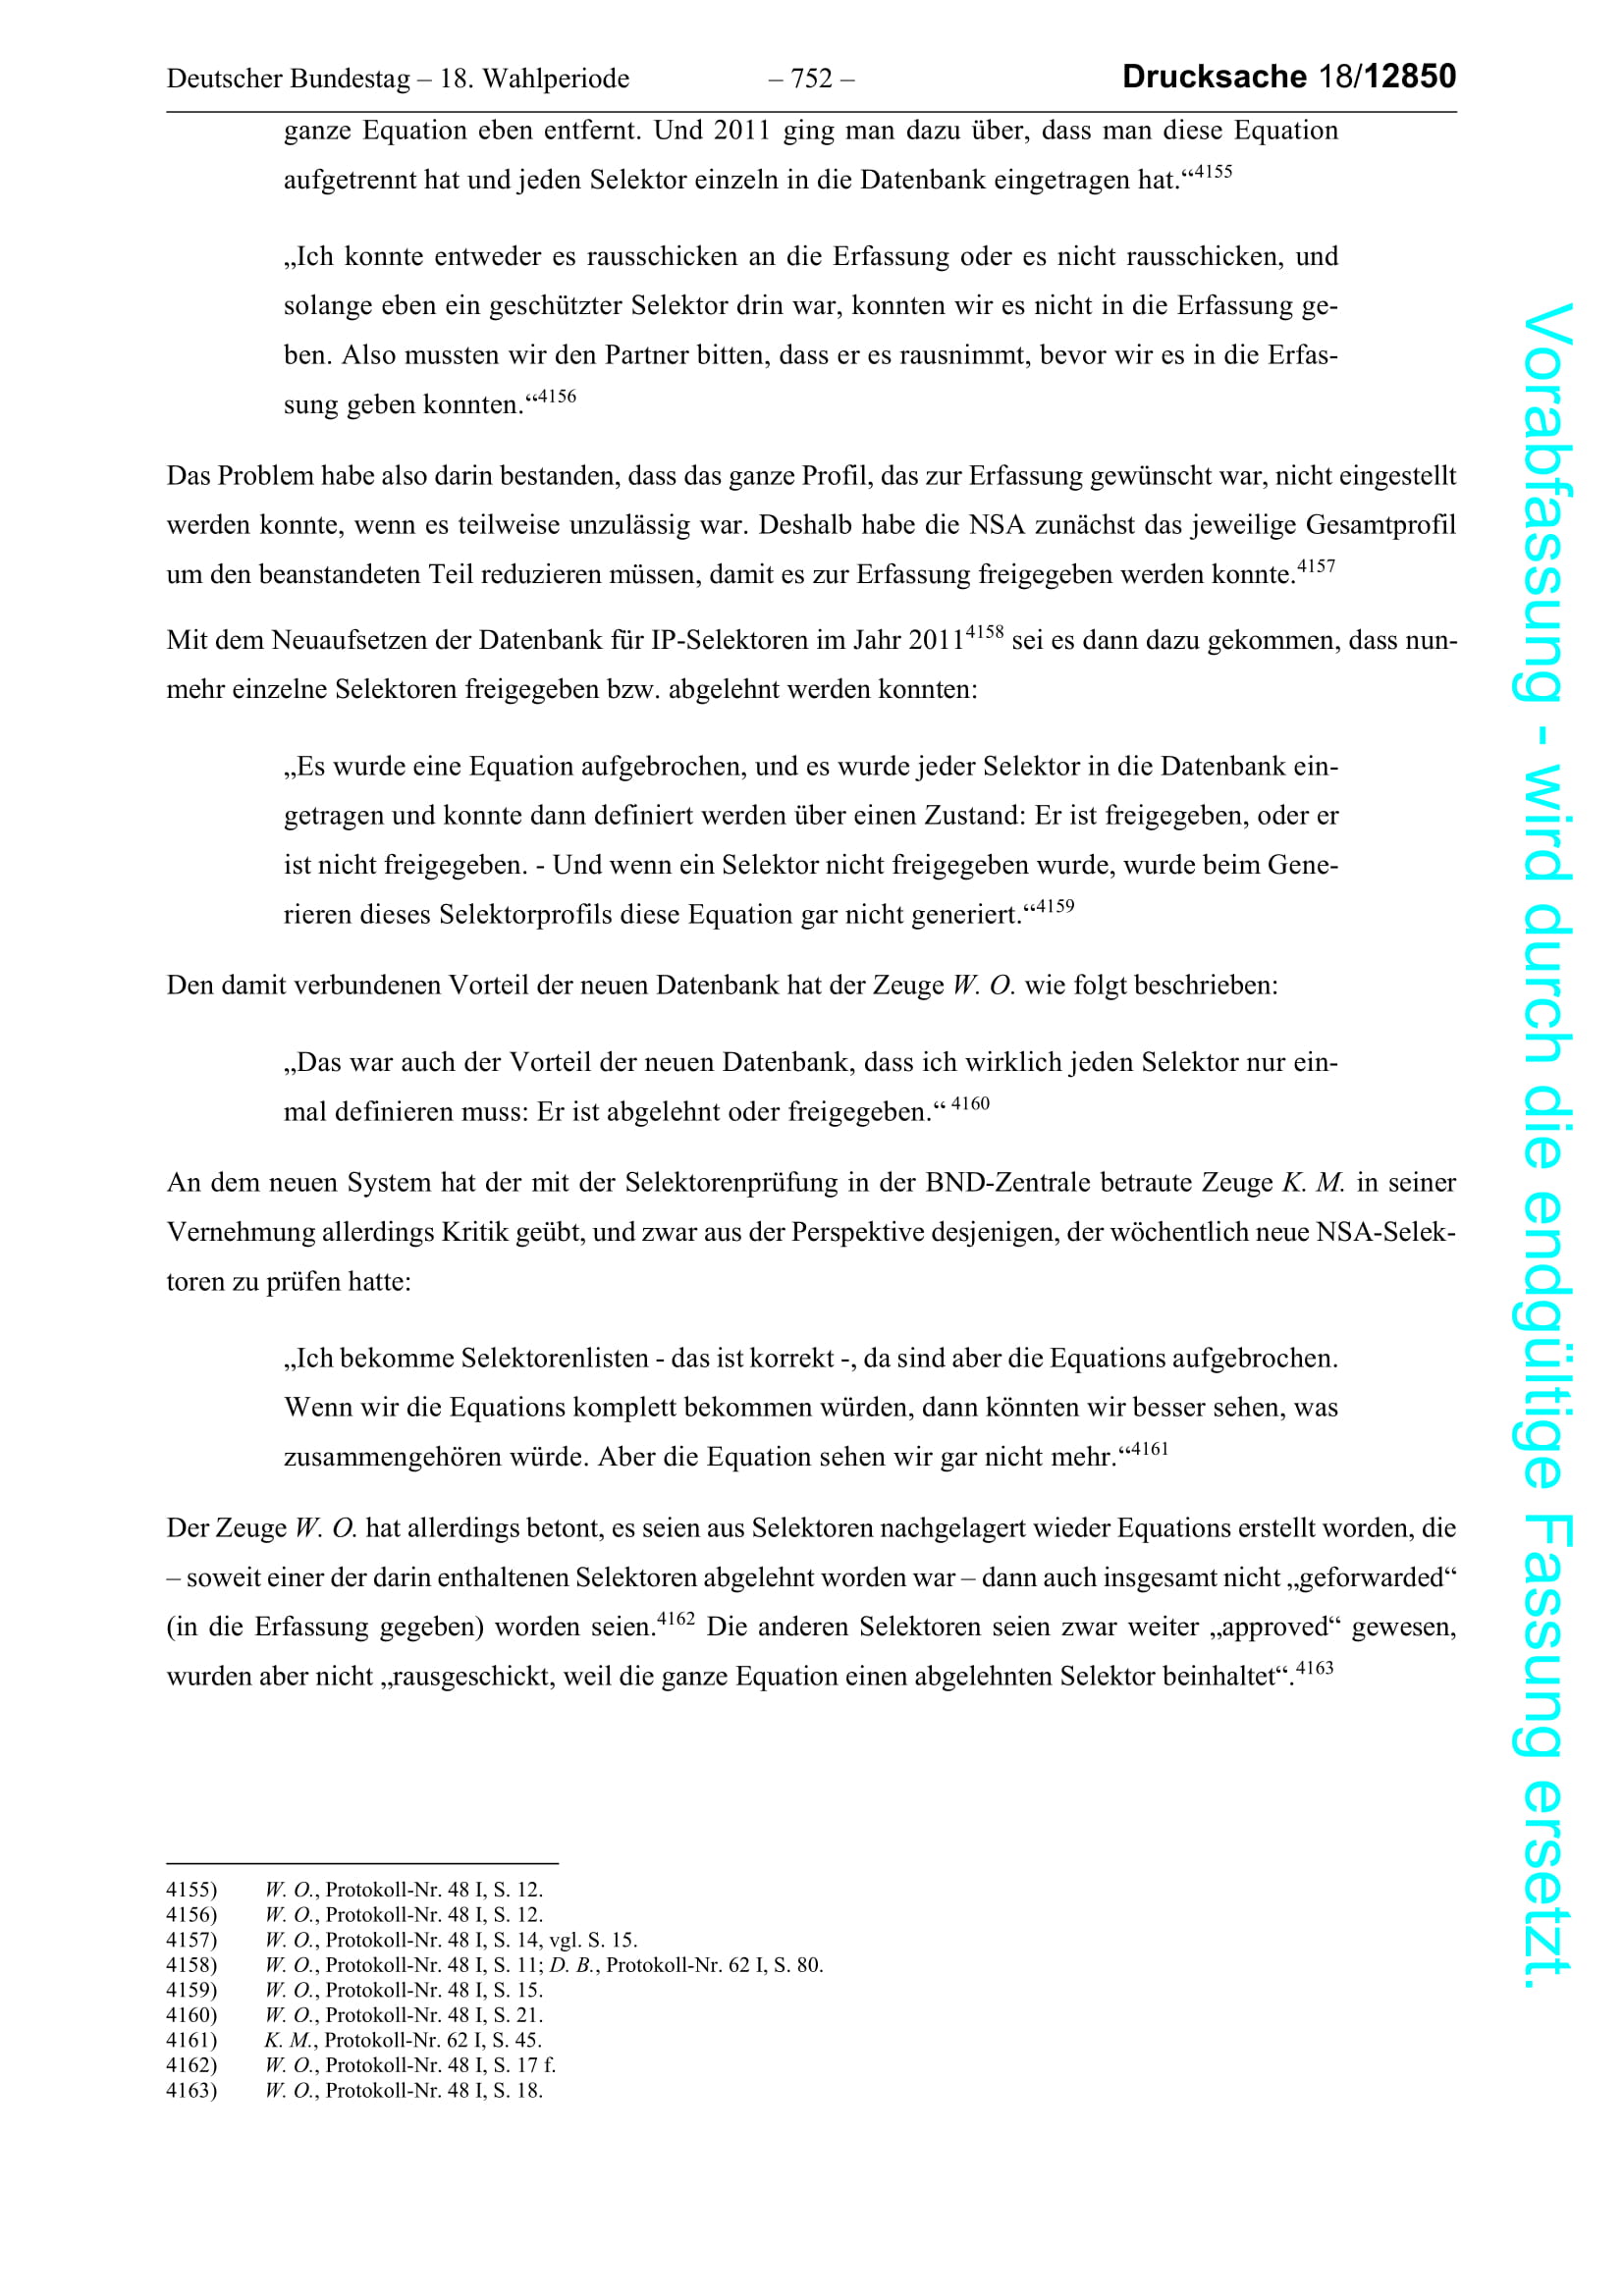 Deutscher Bundestag – 18. Wahlperiode – 752 – Drucksache 18/12850
ganze Equation eben entfernt. Und 2011 ging man dazu über, dass man diese Equation
aufgetrennt hat und jeden Selektor einzeln in die Datenbank eingetragen hat.“4155
„Ich konnte entweder es rausschicken an die Erfassung oder es nicht rausschicken, und
solange eben ein geschützter Selektor drin war, konnten wir es nicht in die Erfassung ge-
ben. Also mussten wir den Partner bitten, dass er es rausnimmt, bevor wir es in die Erfas-
sung geben konnten.“4156
Das Problem habe also darin bestanden, dass das ganze Profil, das zur Erfassung gewünscht war, nicht eingestellt
werden konnte, wenn es teilweise unzulässig war. Deshalb habe die NSA zunächst das jeweilige Gesamtprofil
um den beanstandeten Teil reduzieren müssen, damit es zur Erfassung freigegeben werden konnte.4157
Mit dem Neuaufsetzen der Datenbank für IP-Selektoren im Jahr 20114158 sei es dann dazu gekommen, dass nun-
mehr einzelne Selektoren freigegeben bzw. abgelehnt werden konnten:
„Es wurde eine Equation aufgebrochen, und es wurde jeder Selektor in die Datenbank ein-
getragen und konnte dann definiert werden über einen Zustand: Er ist freigegeben, oder er
ist nicht freigegeben. - Und wenn ein Selektor nicht freigegeben wurde, wurde beim Gene-
rieren dieses Selektorprofils diese Equation gar nicht generiert.“4159
Den damit verbundenen Vorteil der neuen Datenbank hat der Zeuge W. O. wie folgt beschrieben:
„Das war auch der Vorteil der neuen Datenbank, dass ich wirklich jeden Selektor nur ein-
mal definieren muss: Er ist abgelehnt oder freigegeben.“ 4160
An dem neuen System hat der mit der Selektorenprüfung in der BND-Zentrale betraute Zeuge K. M. in seiner
Vernehmung allerdings Kritik geübt, und zwar aus der Perspektive desjenigen, der wöchentlich neue NSA-Selek-
toren zu prüfen hatte:
„Ich bekomme Selektorenlisten - das ist korrekt -, da sind aber die Equations aufgebrochen.
Wenn wir die Equations komplett bekommen würden, dann könnten wir besser sehen, was
zusammengehören würde. Aber die Equation sehen wir gar nicht mehr.“4161
Der Zeuge W. O. hat allerdings betont, es seien aus Selektoren nachgelagert wieder Equations erstellt worden, die
– soweit einer der darin enthaltenen Selektoren abgelehnt worden war – dann auch insgesamt nicht „geforwarded“
(in die Erfassung gegeben) worden seien.4162 Die anderen Selektoren seien zwar weiter „approved“ gewesen,
wurden aber nicht „rausgeschickt, weil die ganze Equation einen abgelehnten Selektor beinhaltet“.4163
4155) W. O., Protokoll-Nr. 48 I, S. 12.
4156) W. O., Protokoll-Nr. 48 I, S. 12.
4157) W. O., Protokoll-Nr. 48 I, S. 14, vgl. S. 15.
4158) W. O., Protokoll-Nr. 48 I, S. 11; D. B., Protokoll-Nr. 62 I, S. 80.
4159) W. O., Protokoll-Nr. 48 I, S. 15.
4160) W. O., Protokoll-Nr. 48 I, S. 21.
4161) K. M., Protokoll-Nr. 62 I, S. 45.
4162) W. O., Protokoll-Nr. 48 I, S. 17 f.
4163) W. O., Protokoll-Nr. 48 I, S. 18.
Vorabfassung - wird durch die endgültige Fassung ersetzt.